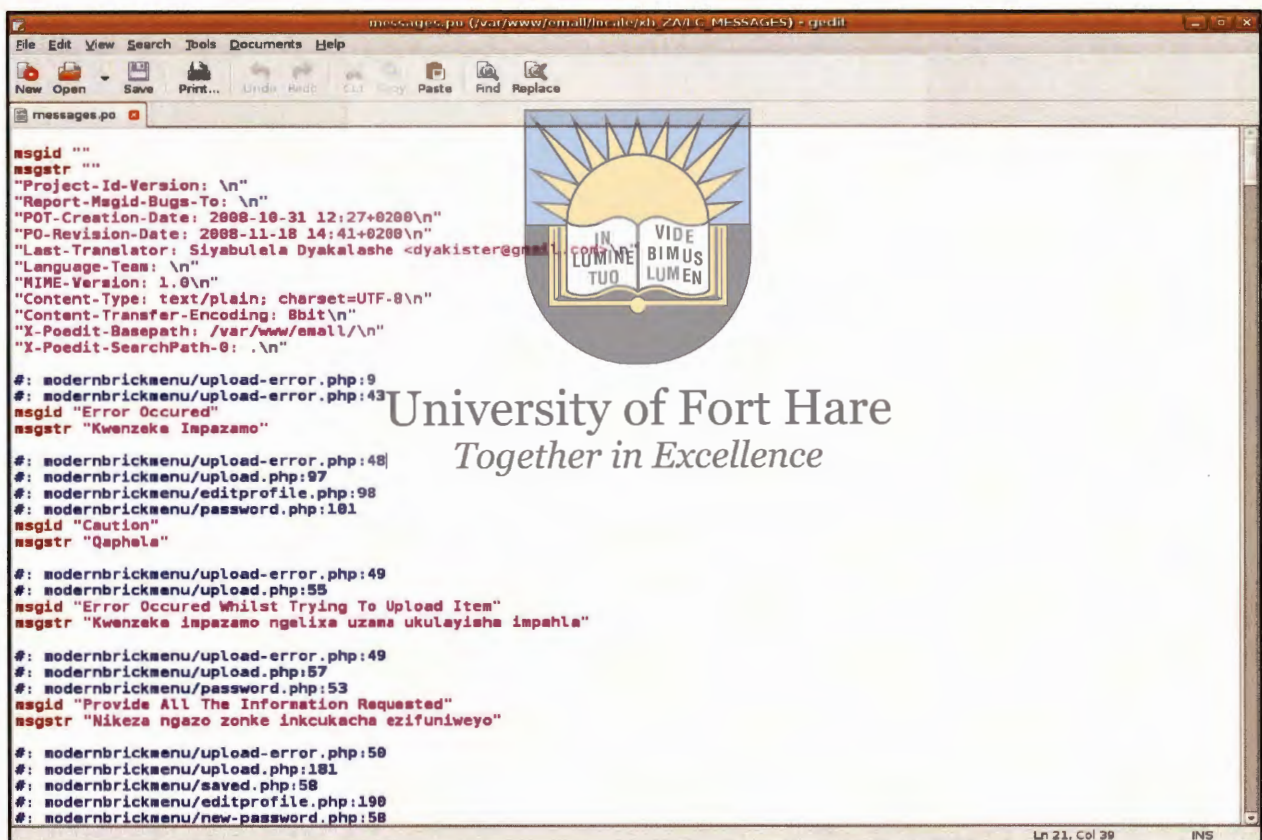 messages.po (/var/www/emall/locale/xh_ZA/LC_MESSAGES) - gedit
File Edit View Search Tools Documents Help
New Open Save Print... Undo Redo Cut Copy Paste Find Replace
messages.po
msgid ""
msgstr ""
"Project-Id-Version: \n"
"Report-Msgid-Bugs-To: \n"
"POT-Creation-Date: 2008-10-31 12:27+0200\n"
"PO-Revision-Date: 2008-11-18 14:41+0200\n"
"Last-Translator: Siyabulela Dyakalashe <dyakister@gmail.com>\n"
"Language-Team: \n"
"MIME-Version: 1.0\n"
"Content-Type: text/plain; charset=UTF-8\n"
"Content-Transfer-Encoding: 8bit\n"
"X-Poedit-Basepath: /var/www/emall/\n"
"X-Poedit-SearchPath-0: .\n"
IN LUMINE TUO
VIDE BIMUS LUMEN
#: modernbrickmenu/upload-error.php:9
#: modernbrickmenu/upload-error.php:43
msgid "Error Occured"
msgstr "Kwenzeka Impazamo"
University of Fort Hare
Together in Excellence
#: modernbrickmenu/upload-error.php:48
#: modernbrickmenu/upload.php:97
#: modernbrickmenu/editprofile.php:98
#: modernbrickmenu/password.php:101
msgid "Caution"
msgstr "Qaphela"
#: modernbrickmenu/upload-error.php:49
#: modernbrickmenu/upload.php:55
msgid "Error Occured Whilst Trying To Upload Item"
msgstr "Kwenzeka impazamo ngelixa uzama ukulayisha impahla"
#: modernbrickmenu/upload-error.php:49
#: modernbrickmenu/upload.php:57
#: modernbrickmenu/password.php:53
msgid "Provide All The Information Requested"
msgstr "Nikeza ngazo zonke inkcukacha ezifuniweyo"
#: modernbrickmenu/upload-error.php:50
#: modernbrickmenu/upload.php:181
#: modernbrickmenu/saved.php:58
#: modernbrickmenu/editprofile.php:190
#: modernbrickmenu/new-password.php:58
Ln 21, Col 39 INS